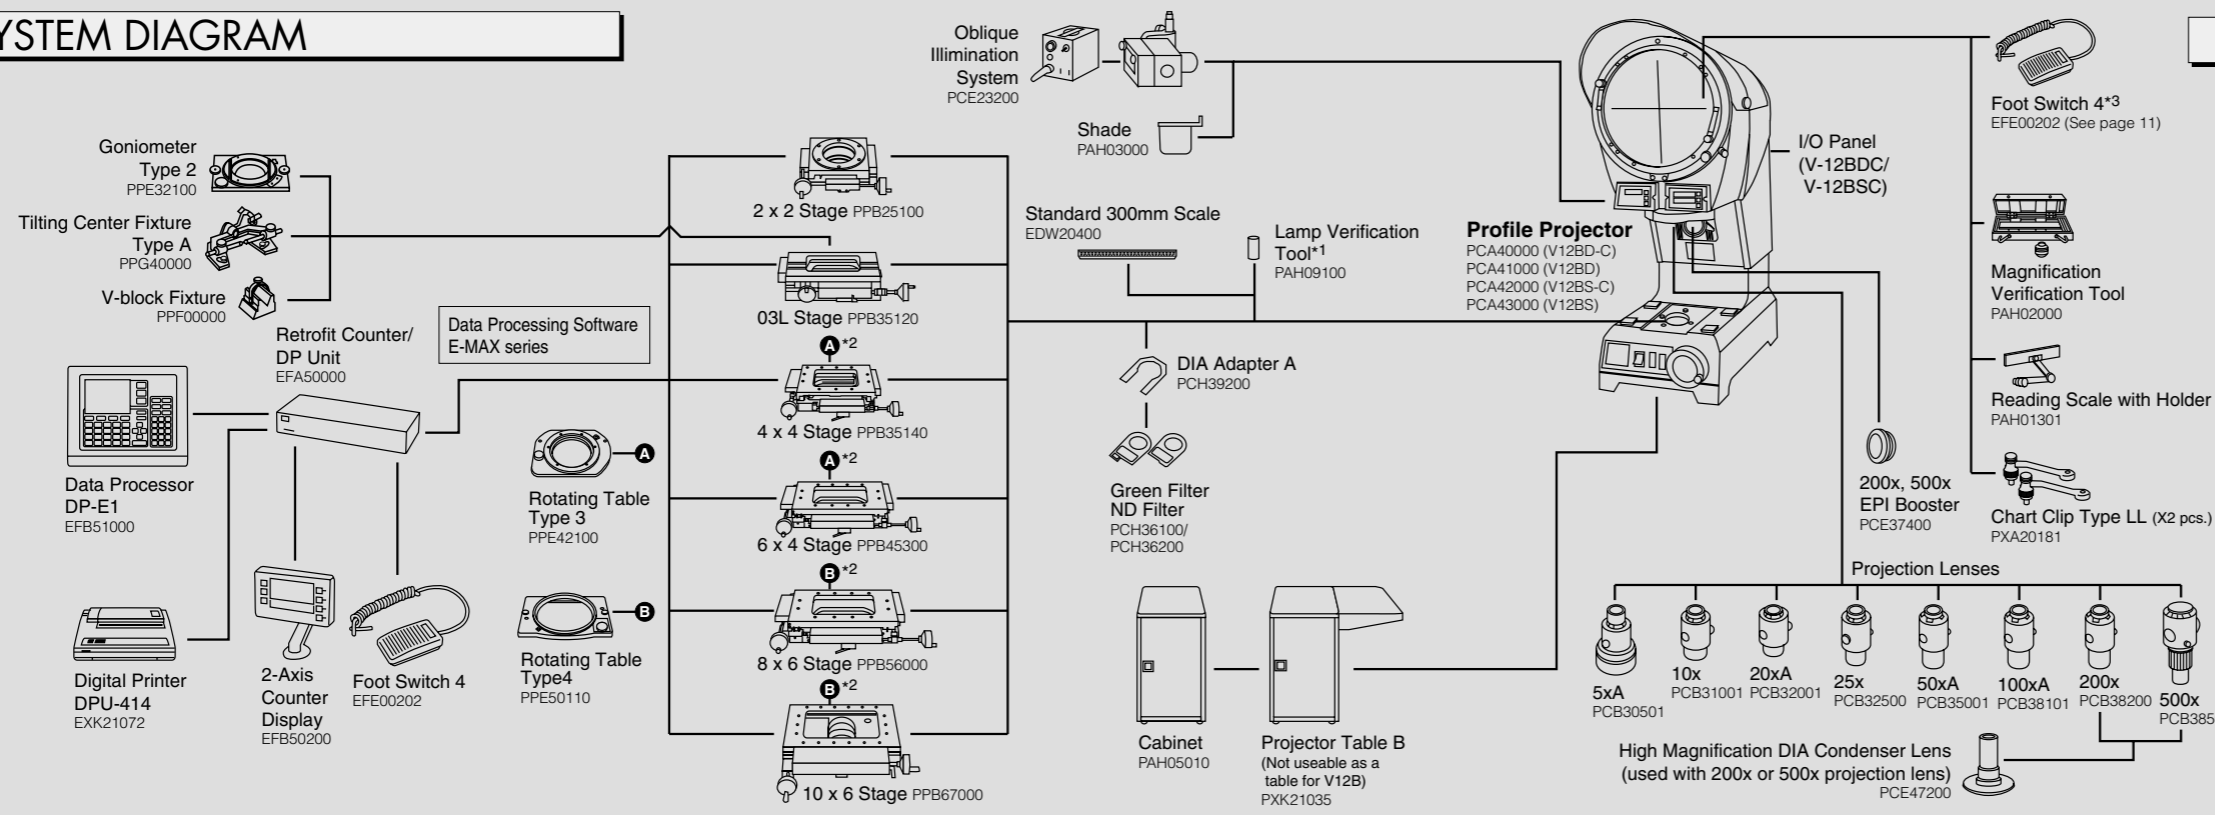 YSTEM DIAGRAM
Oblique
Illimination
System
PCE23200
Shade
PAH03000
Goniometer
Type 2
PPE32100
Tilting Center Fixture
Type A
PPG40000
V-block Fixture
PPF00000
Retrofit Counter/
DP Unit
EFA50000
Data Processing Software
E-MAX series
Data Processor
DP-E1
EFB51000
Digital Printer
DPU-414
EXK21072
2-Axis
Counter
Display
EFB50200
Foot Switch 4
EFE00202
Rotating Table
Type 3
PPE42100
A
Rotating Table
Type4
PPE50110
B
2 x 2 Stage PPB25100
03L Stage PPB35120
A *2
4 x 4 Stage PPB35140
A *2
6 x 4 Stage PPB45300
B *2
8 x 6 Stage PPB56000
B *2
10 x 6 Stage PPB67000
Standard 300mm Scale
EDW20400
Lamp Verification
Tool*1
PAH09100
DIA Adapter A
PCH39200
Green Filter
ND Filter
PCH36100/
PCH36200
Cabinet
PAH05010
Projector Table B
(Not useable as a
table for V12B)
PXK21035
Profile Projector
PCA40000 (V12BD-C)
PCA41000 (V12BD)
PCA42000 (V12BS-C)
PCA43000 (V12BS)
I/O Panel
(V-12BDC/
V-12BSC)
Foot Switch 4*3
EFE00202 (See page 11)
Magnification
Verification Tool
PAH02000
Reading Scale with Holder
PAH01301
Chart Clip Type LL (X2 pcs.)
PXA20181
200x, 500x
EPI Booster
PCE37400
Projection Lenses
5xA
PCB30501
10x
PCB31001
20xA
PCB32001
25x
PCB32500
50xA
PCB35001
100xA
PCB38101
200x
PCB38200
500x
PCB385
High Magnification DIA Condenser Lens
(used with 200x or 500x projection lens)
PCE47200